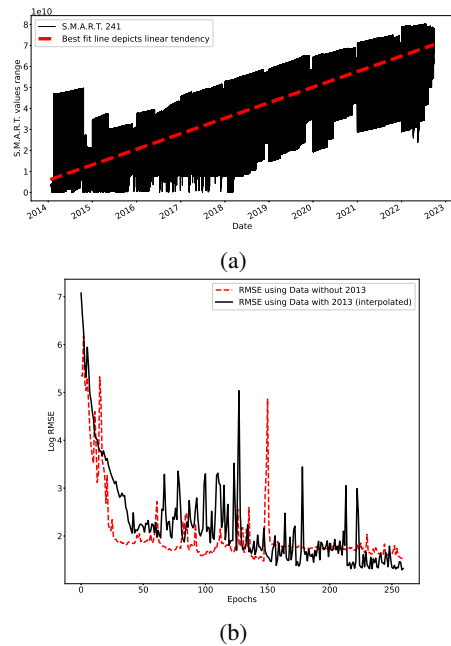 1e10
S.M.A.R.T. 241
Best fit line depicts linear tendency
S.M.A.R.T. values range
8
7
6
5
4
3
2
1
0
2014 2015 2016 2017 2018 2019 2020 2021 2022 2023
Date
(a)
RMSE using Data without 2013
RMSE using Data with 2013 (interpolated)
Log RMSE
7
6
5
4
3
2
0 50 100 150 200 250
Epochs
(b)